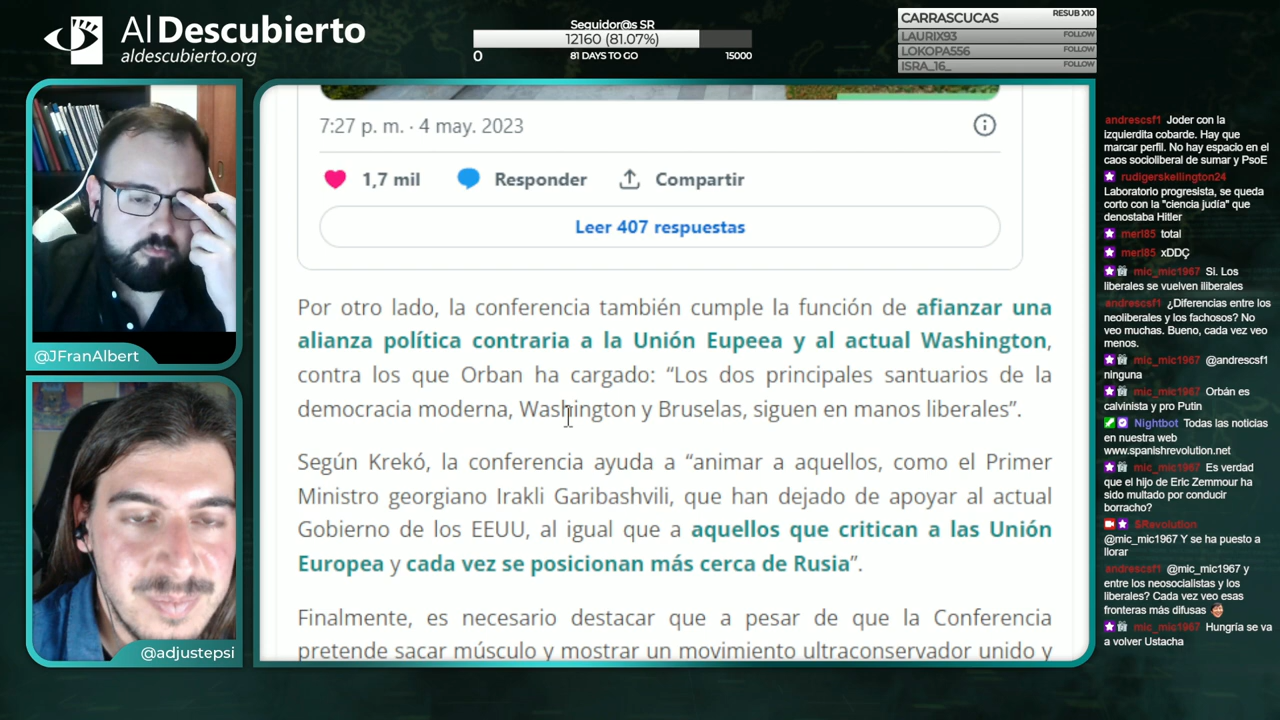 Al Descubierto
aldescubierto.org
Seguidor@s SR
12160 (81.07%)
0
81 DAYS TO GO
15000
CARRASCUCAS
RESUB X10
LAURIX93
FOLLOW
LOKOPA556
FOLLOW
ISRA_16_
FOLLOW
@JFranAlbert
@adjustepsi
7:27 p. m. · 4 may. 2023
1,7 mil
Responder
Compartir
Leer 407 respuestas
Por otro lado, la conferencia también cumple la función de afianzar una
alianza política contraria a la Unión Eupeea y al actual Washington,
contra los que Orban ha cargado: “Los dos principales santuarios de la
democracia moderna, Washington y Bruselas, siguen en manos liberales”.
Según Krekó, la conferencia ayuda a “animar a aquellos, como el Primer
Ministro georgiano Irakli Garibashvili, que han dejado de apoyar al actual
Gobierno de los EEUU, al igual que a aquellos que critican a las Unión
Europea y cada vez se posicionan más cerca de Rusia”.
Finalmente, es necesario destacar que a pesar de que la Conferencia
pretende sacar músculo y mostrar un movimiento ultraconservador unido y
andrescsf1 Joder con la
izquierdita cobarde. Hay que
marcar perfil. No hay espacio en el
caos socioliberal de sumar y PsoE
rudigerskellington24
Laboratorio progresista, se queda
corto con la "ciencia judía" que
denostaba Hitler
merl85 total
merl85 xDDÇ
mic_mic1967 Si. Los
liberales se vuelven iliberales
andrescsf1 ¿Diferencias entre los
neoliberales y los fachosos? No
veo muchas. Bueno, cada vez veo
menos.
mic_mic1967 @andrescsf1
ninguna
mic_mic1967 Orbán es
calvinista y pro Putin
Nightbot Todas las noticias
en nuestra web
www.spanishrevolution.net
mic_mic1967 Es verdad
que el hijo de Eric Zemmour ha
sido multado por conducir
borracho?
S̶Revolution
@mic_mic1967 Y se ha puesto a
llorar
andrescsf1 @mic_mic1967 y
entre los neosocialistas y los
liberales? Cada vez veo esas
fronteras más difusas
mic_mic1967 Hungría se va
a volver Ustacha